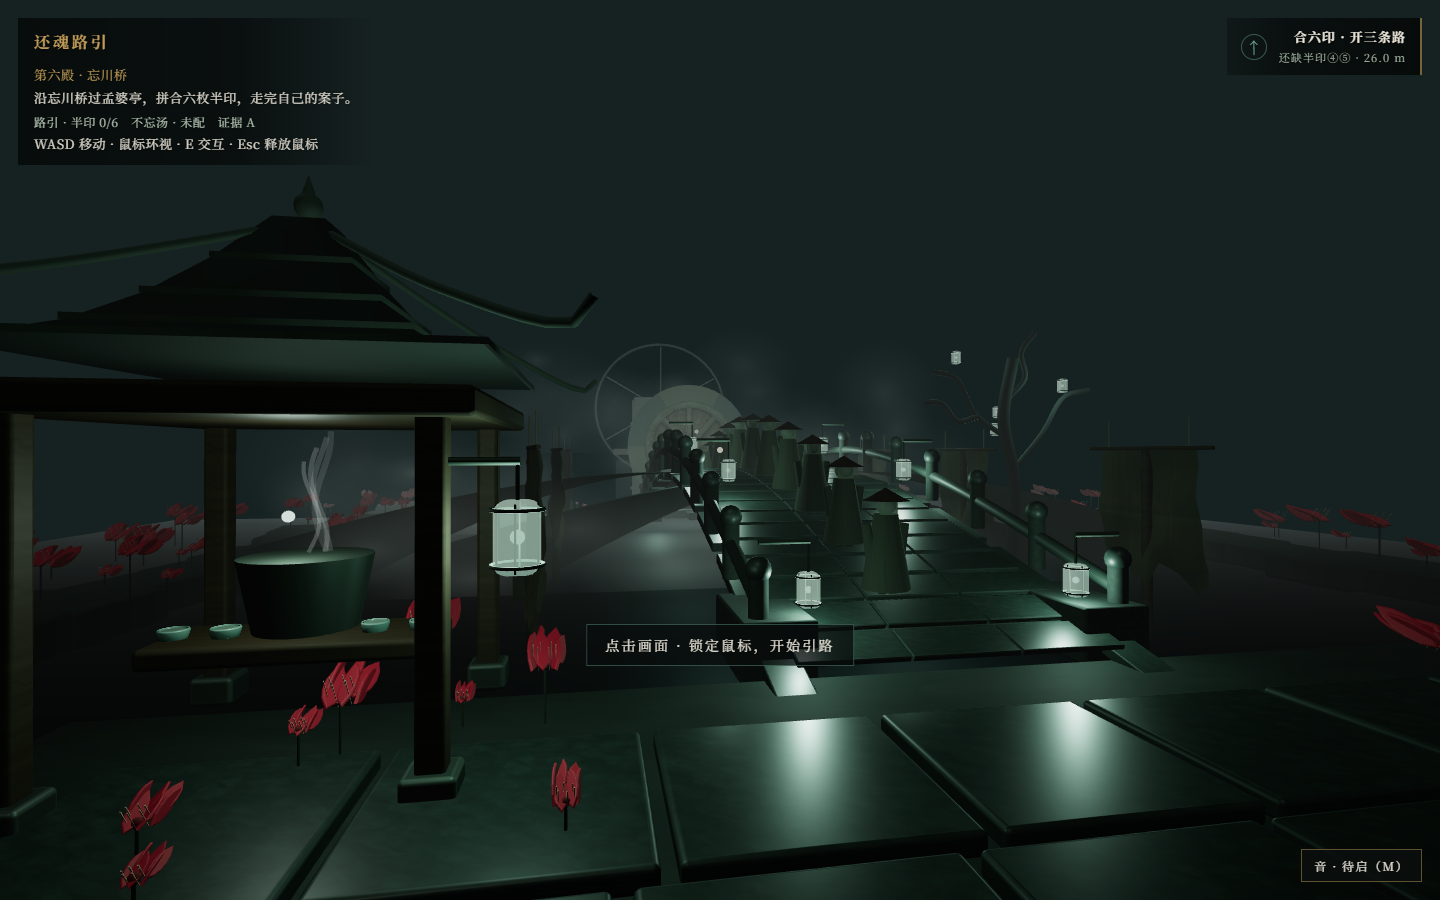 还魂路引
第六殿 · 忘川桥
沿忘川桥过孟婆亭，拼合六枚半印，走完自己的案子。
路引 · 半印 0/6 不忘汤 · 未配 证据 A
WASD 移动 · 鼠标环视 · E 交互 · Esc 释放鼠标
合六印 · 开三条路
还缺半印④⑤ · 26.0 m
点击画面 · 锁定鼠标，开始引路
音 · 待启（M）